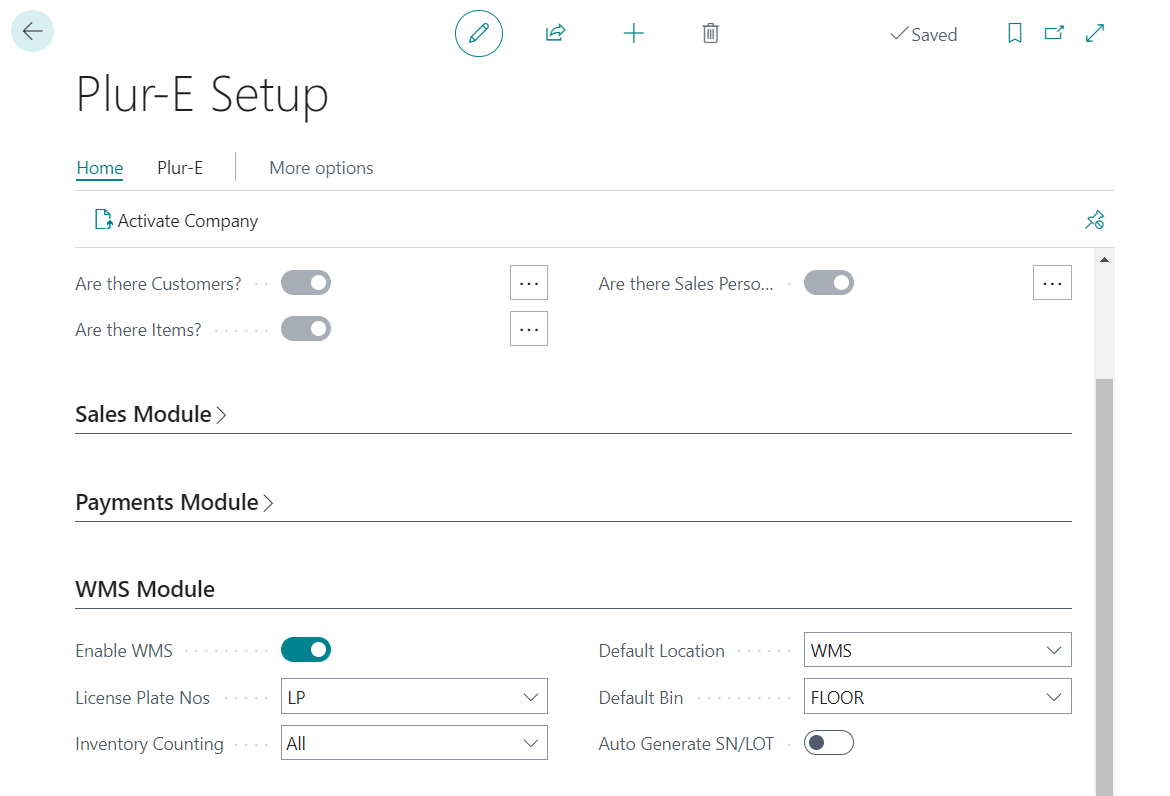 Saved
Plur-E Setup
Home Plur-E More options
Activate Company
Are there Customers? Are there Sales Perso...
Are there Items?
Sales Module
Payments Module
WMS Module
Enable WMS Default Location WMS
License Plate Nos LP Default Bin FLOOR
Inventory Counting All Auto Generate SN/LOT